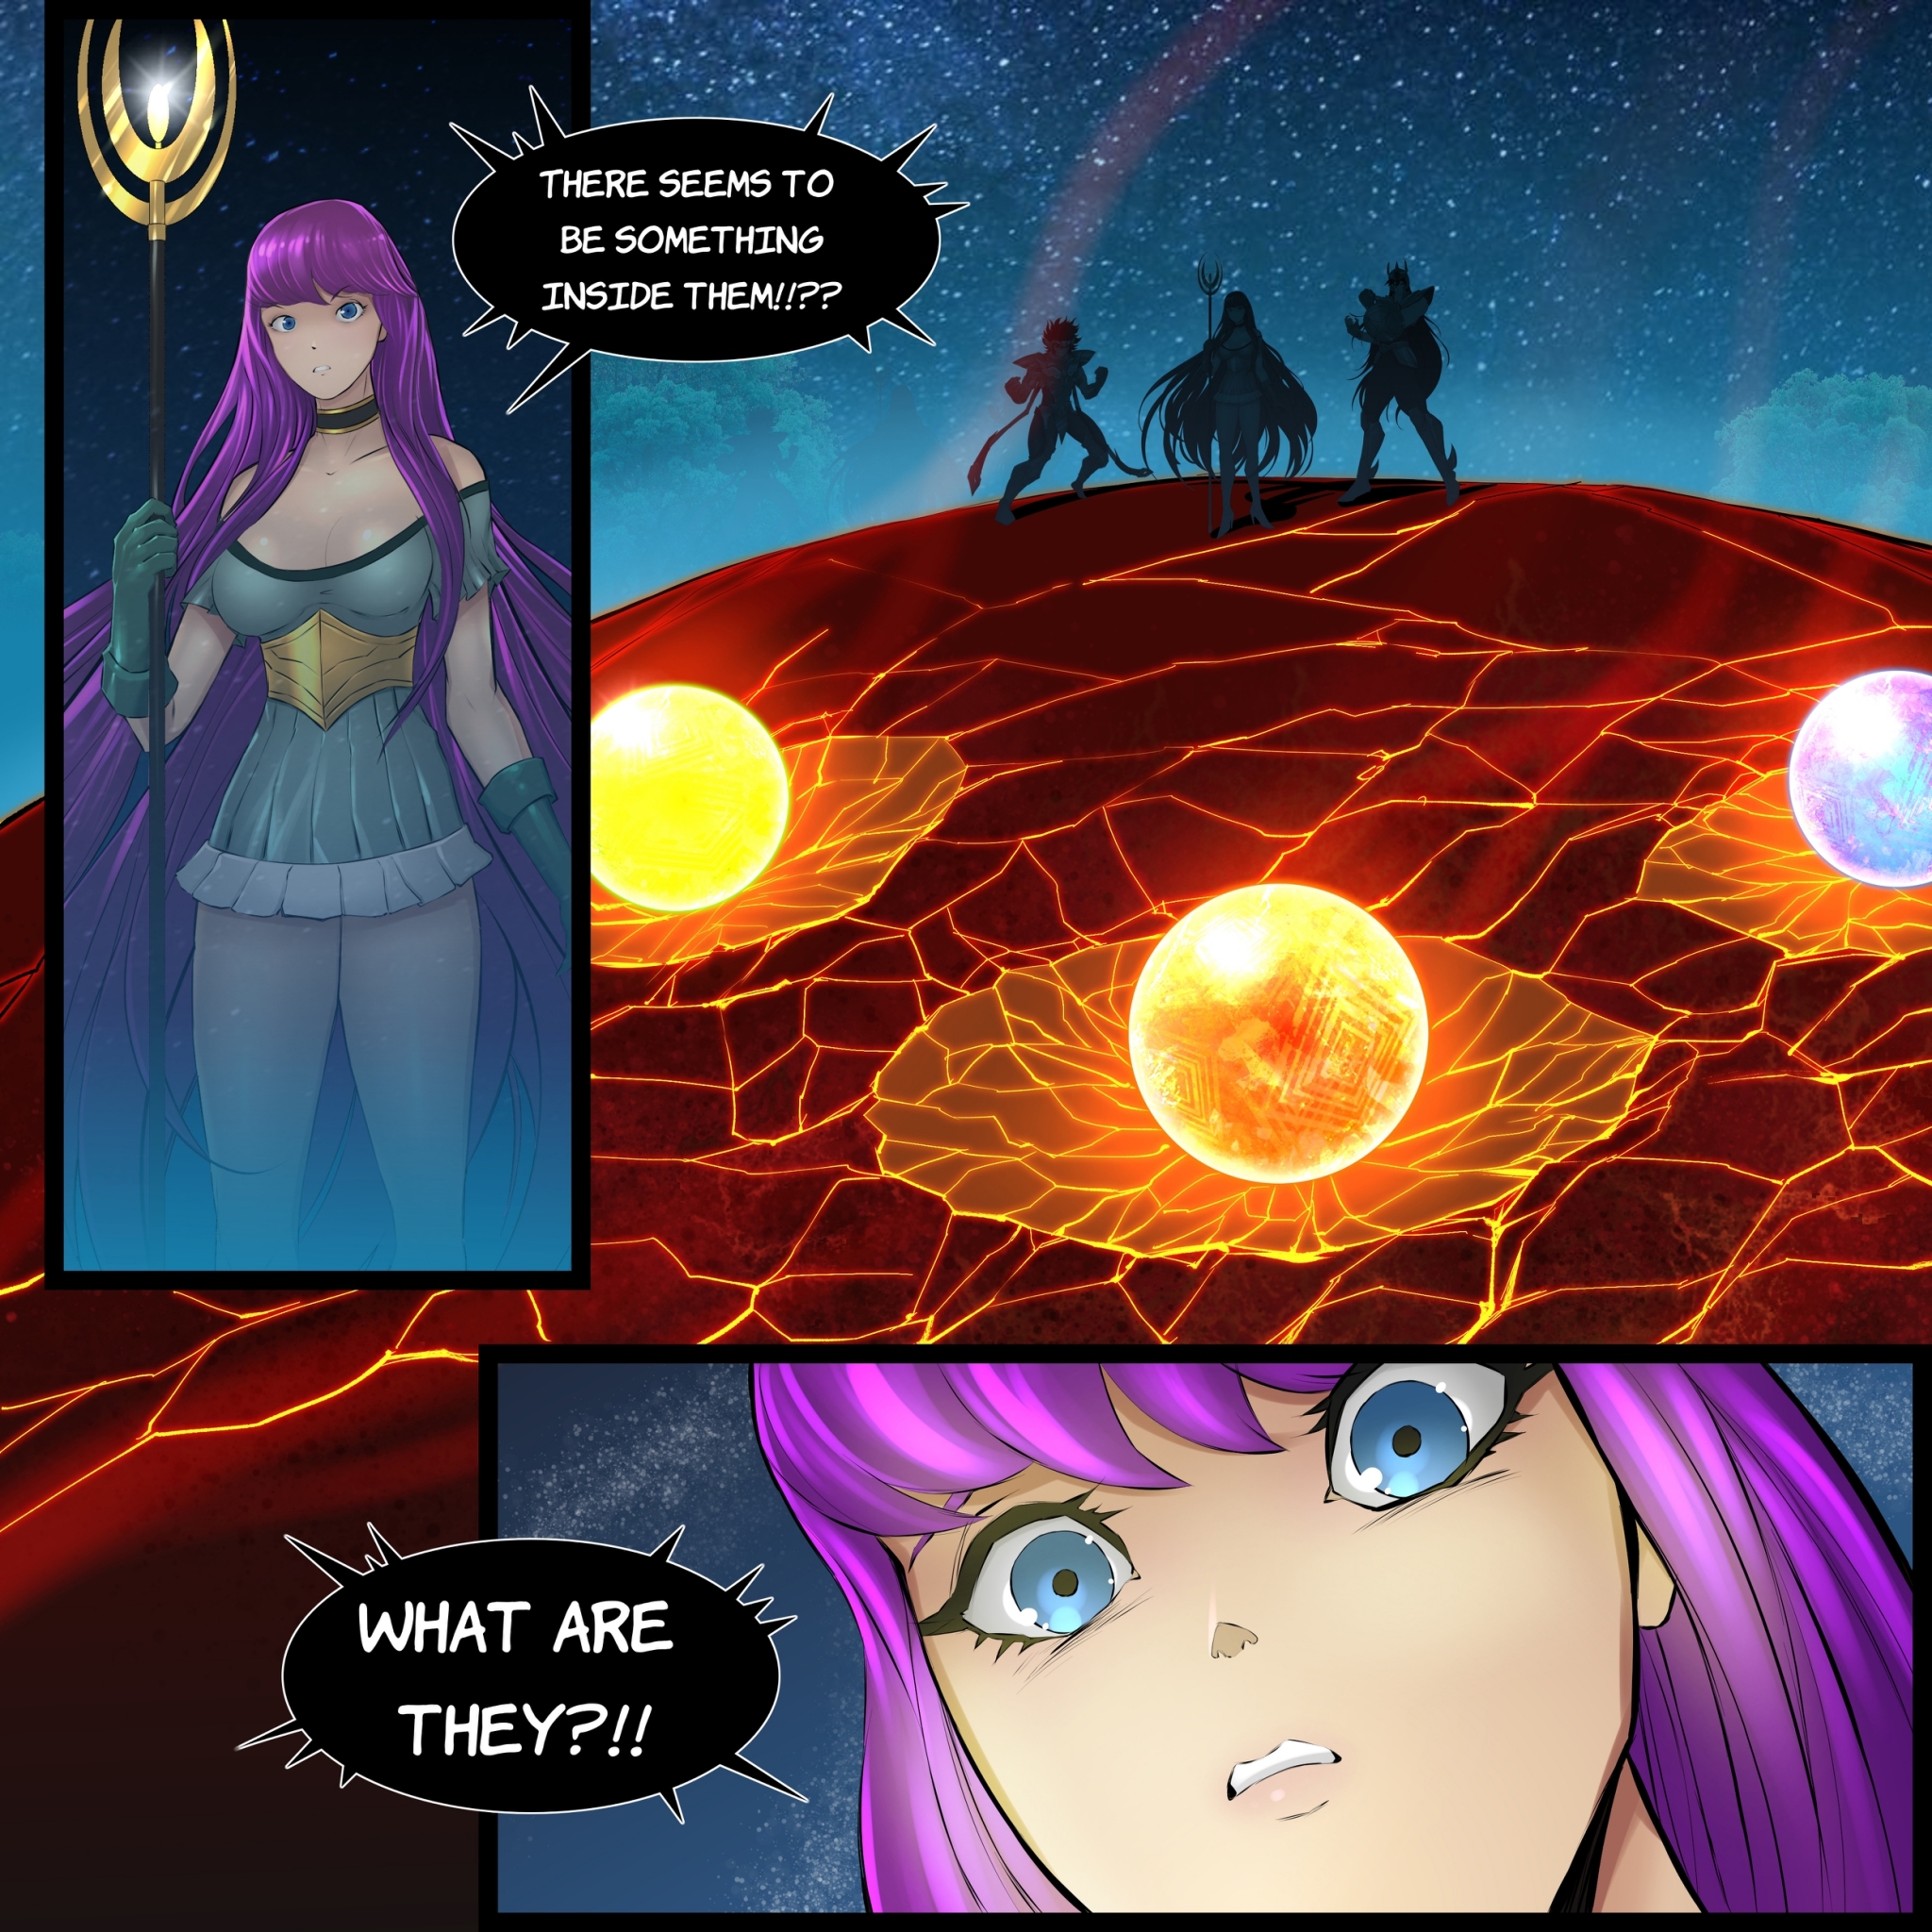 THERE SEEMS TO
BE SOMETHING
INSIDE THEM!!??
WHAT ARE
THEY?!!